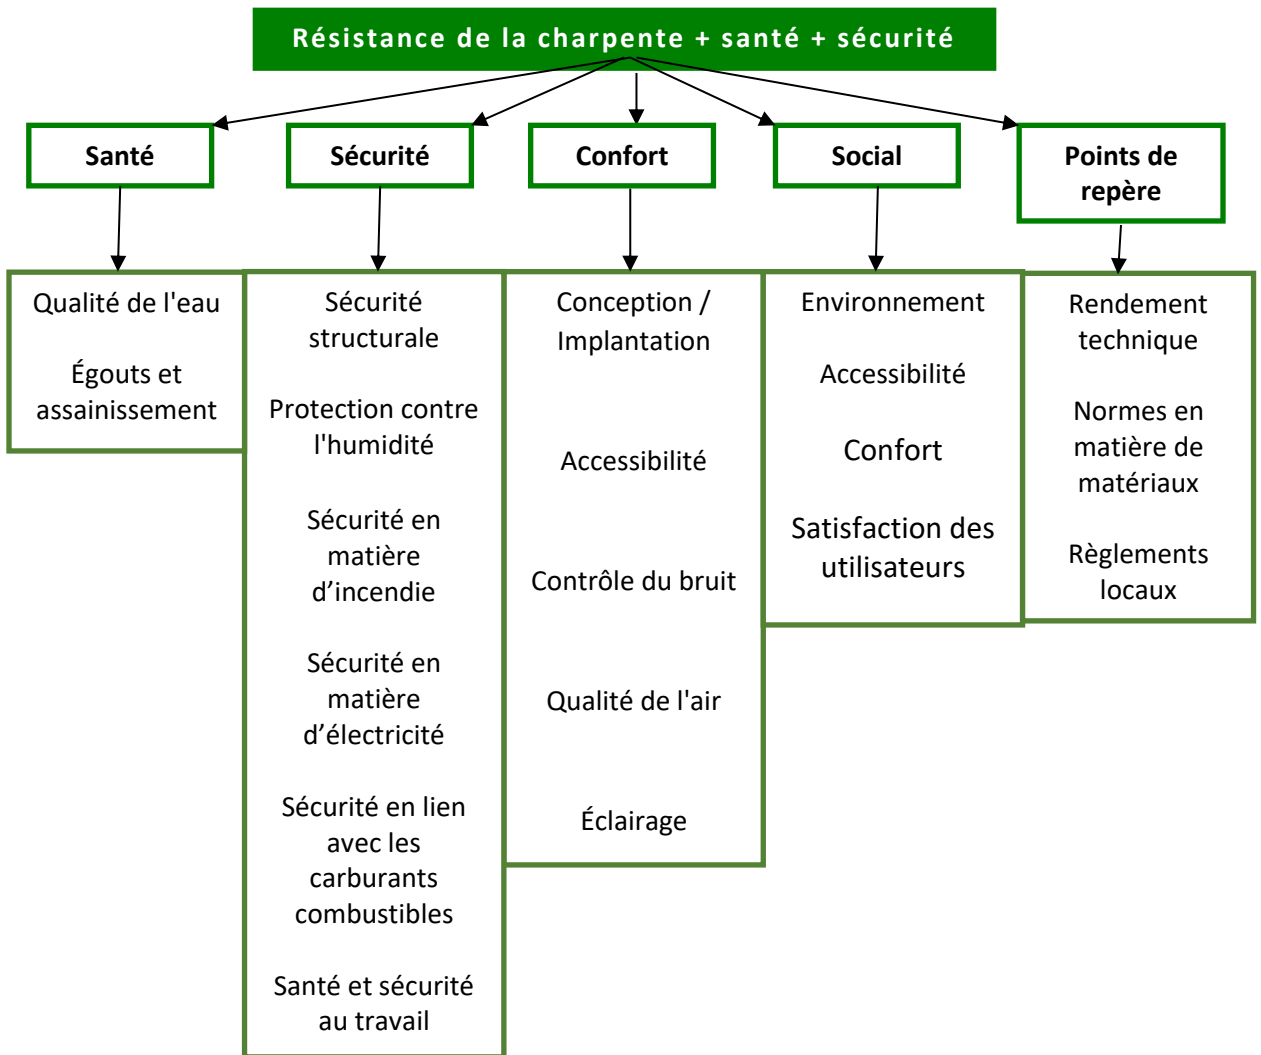 Résistance de la charpente + santé + sécurité
Santé
Sécurité
Confort
Social
Points de
repère
Qualité de l'eau
Égouts et
assainissement
Sécurité
structurale
Protection contre
l'humidité
Sécurité en
matière
d’incendie
Sécurité en
matière
d’électricité
Sécurité en lien
avec les
carburants
combustibles
Santé et sécurité
au travail
Conception /
Implantation
Accessibilité
Contrôle du bruit
Qualité de l'air
Éclairage
Environnement
Accessibilité
Confort
Satisfaction des
utilisateurs
Rendement
technique
Normes en
matière de
matériaux
Règlements
locaux